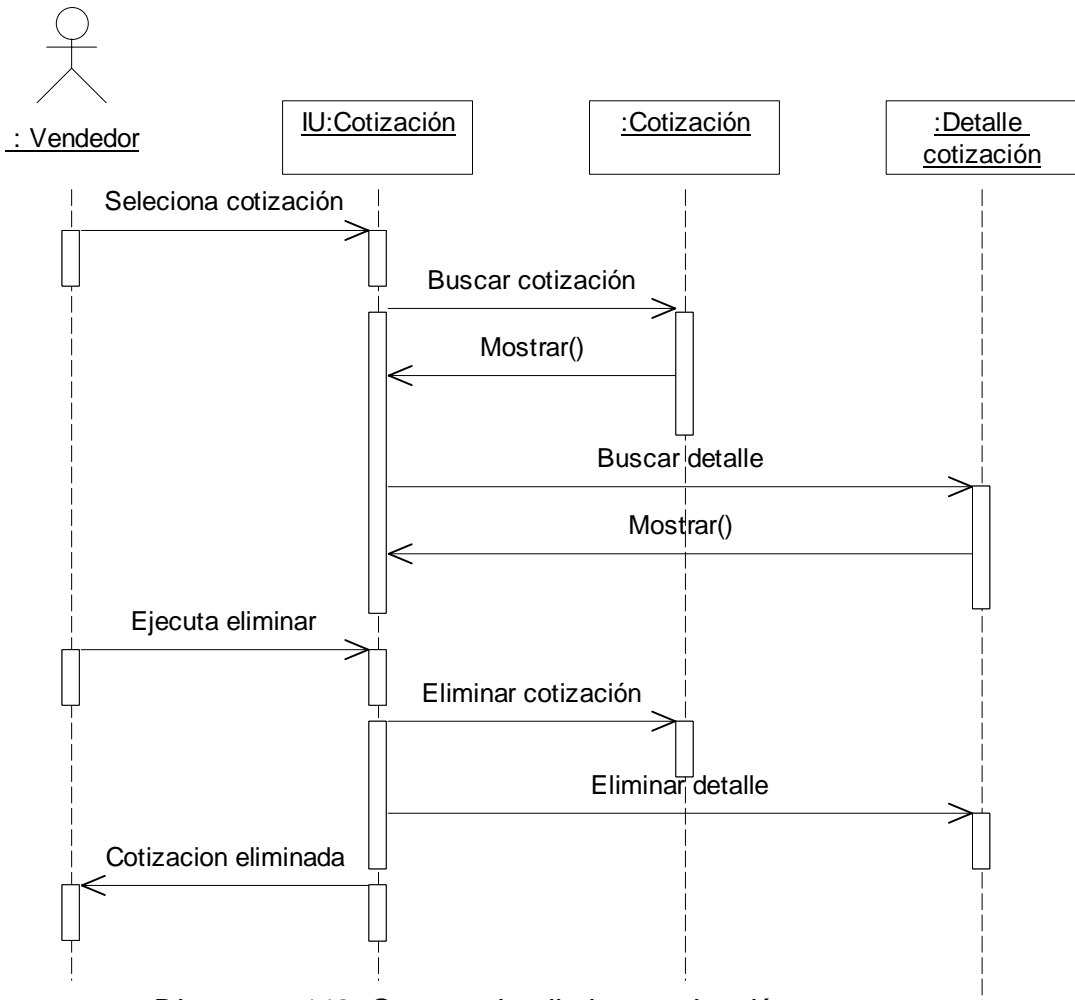 : Vendedor
IU:Cotización
:Cotización
:Detalle
cotización
Seleciona cotización
Buscar cotización
Mostrar()
Buscar detalle
Mostrar()
Ejecuta eliminar
Eliminar cotización
Eliminar detalle
Cotizacion eliminada